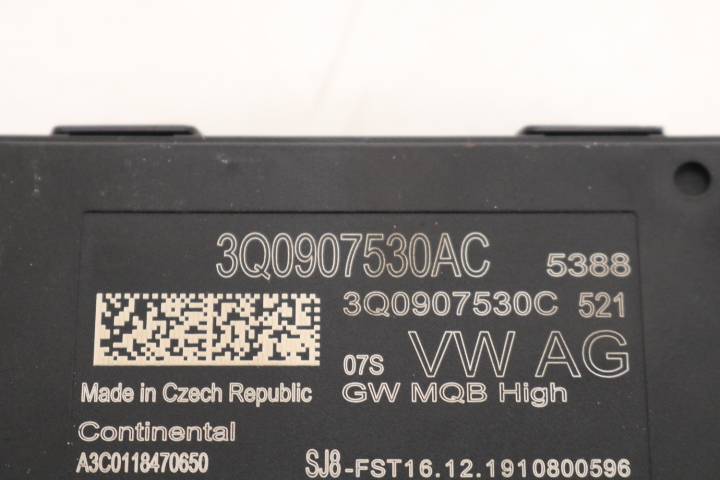 3Q0907530AC 5388
3Q0907530C 521
07S VW AG
Made in Czech Republic GW MQB High
Continental
A3C0118470650 SJ8-FST16.12.1910800596